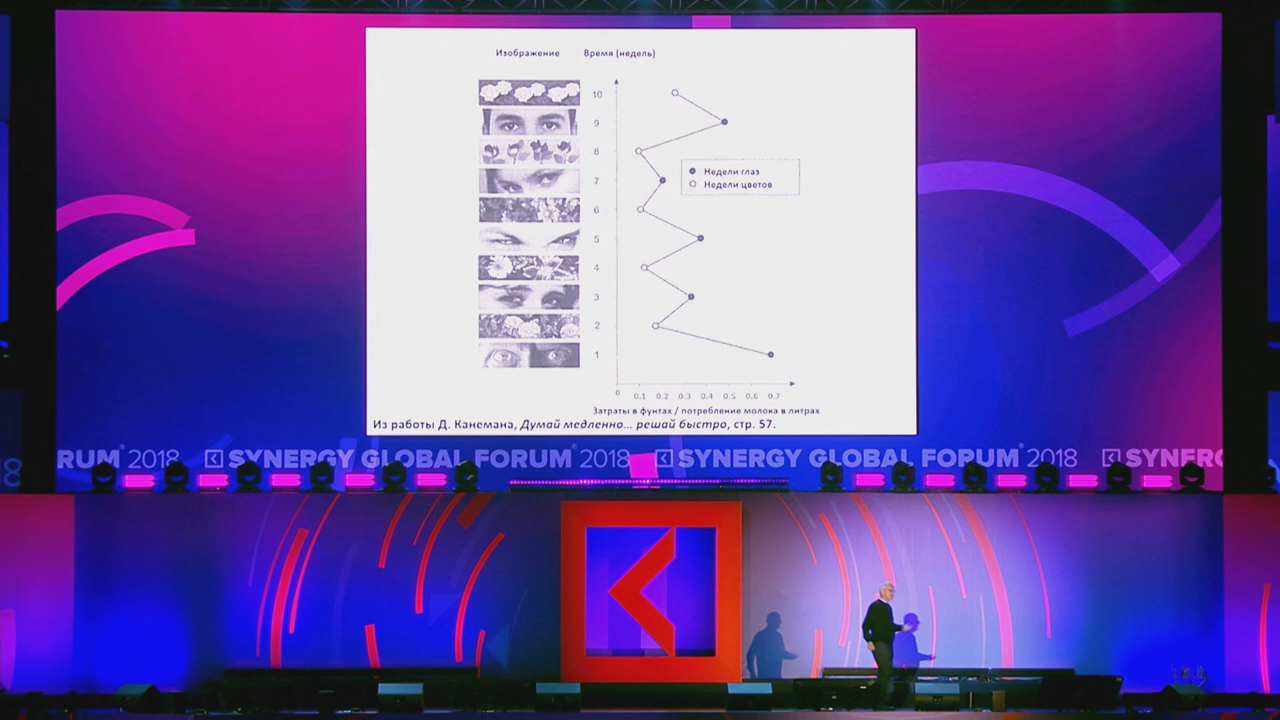 Изображение Время (недель)
10
9
8
7
6
5
4
3
2
1
Недели глаз
Недели цветов
0 0.1 0.2 0.3 0.4 0.5 0.6 0.7
Затраты в фунтах / потребление молока в литрах
Из работы Д. Канемана, Думай медленно... решай быстро, стр. 57.
RUM 2018 SYNERGY GLOBAL FORUM 2018 SYNERGY GLOBAL FORUM 2018 SYNERG